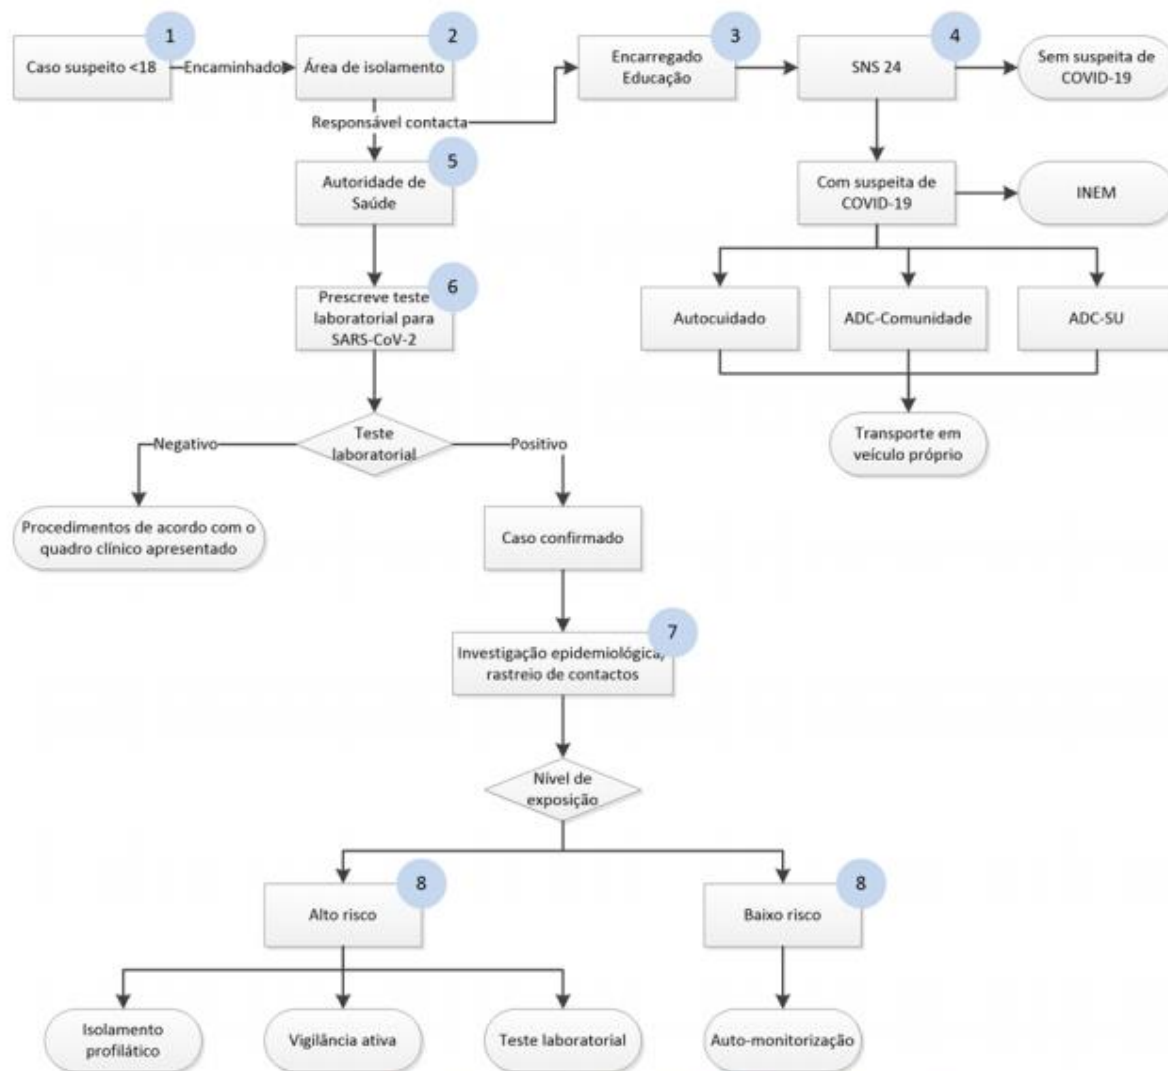 1
Caso suspeito <18
Encaminhado
2
Área de isolamento
3
Encarregado
Educação
4
SNS 24
Sem suspeita de
COVID-19
Responsável contacta
5
Autoridade de
Saúde
Com suspeita de
COVID-19
INEM
6
Prescreve teste
laboratorial para
SARS-CoV-2
Autocuidado
ADC-Comunidade
ADC-SU
Teste
laboratorial
Negativo
Positivo
Transporte em
veículo próprio
Procedimentos de acordo com o
quadro clínico apresentado
Caso confirmado
7
Investigação epidemiológica,
rastreio de contactos
Nível de
exposição
8
Alto risco
8
Baixo risco
Isolamento
profilático
Vigilância ativa
Teste laboratorial
Auto-monitorização